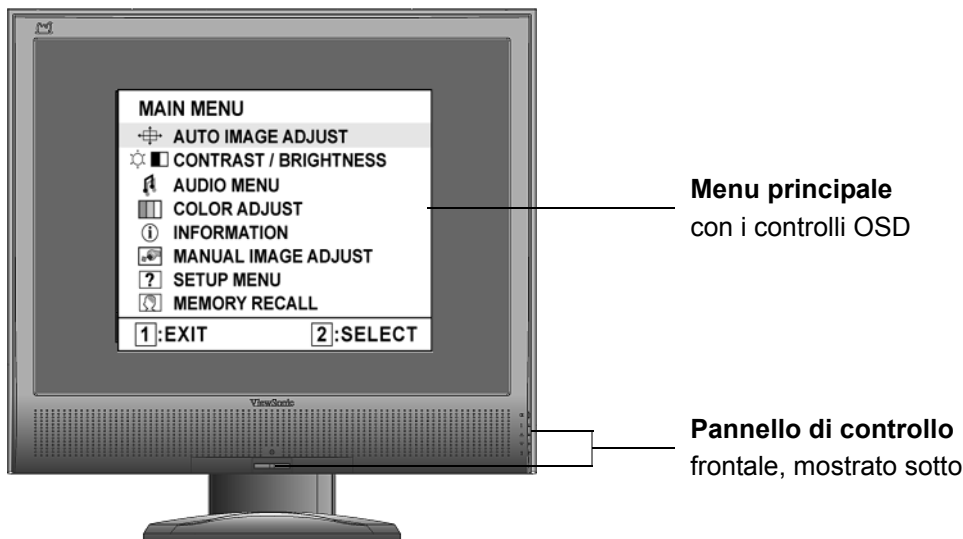 MAIN MENU
AUTO IMAGE ADJUST
CONTRAST / BRIGHTNESS
AUDIO MENU
COLOR ADJUST
INFORMATION
MANUAL IMAGE ADJUST
SETUP MENU
MEMORY RECALL
1:EXIT 2:SELECT
Menu principale
con i controlli OSD
ViewSonic
Pannello di controllo
frontale, mostrato sotto